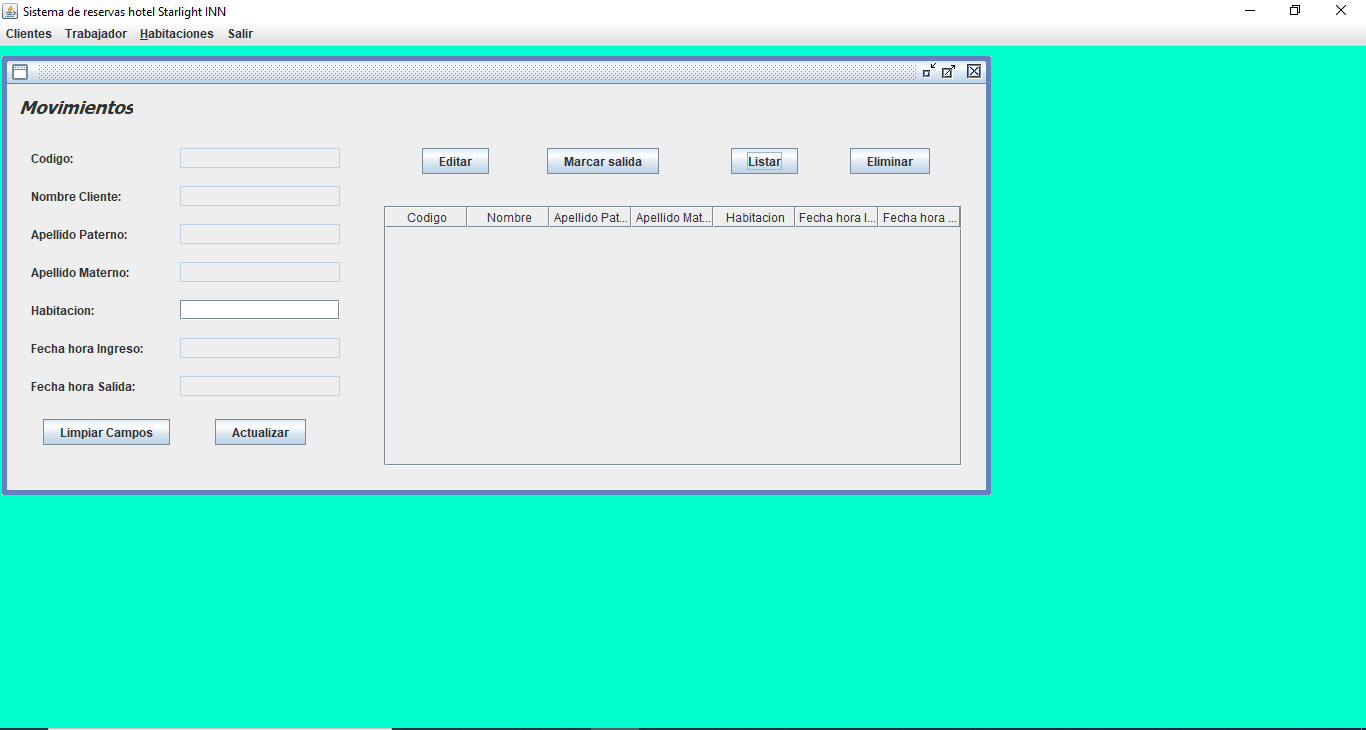 Sistema de reservas hotel Starlight INN
Clientes Trabajador Habitaciones Salir
Movimientos
Codigo:
Nombre Cliente:
Apellido Paterno:
Apellido Materno:
Habitacion:
Fecha hora Ingreso:
Fecha hora Salida:
Limpiar Campos Actualizar
Editar Marcar salida Listar Eliminar
Codigo Nombre Apellido Pat... Apellido Mat... Habitacion Fecha hora I... Fecha hora ...